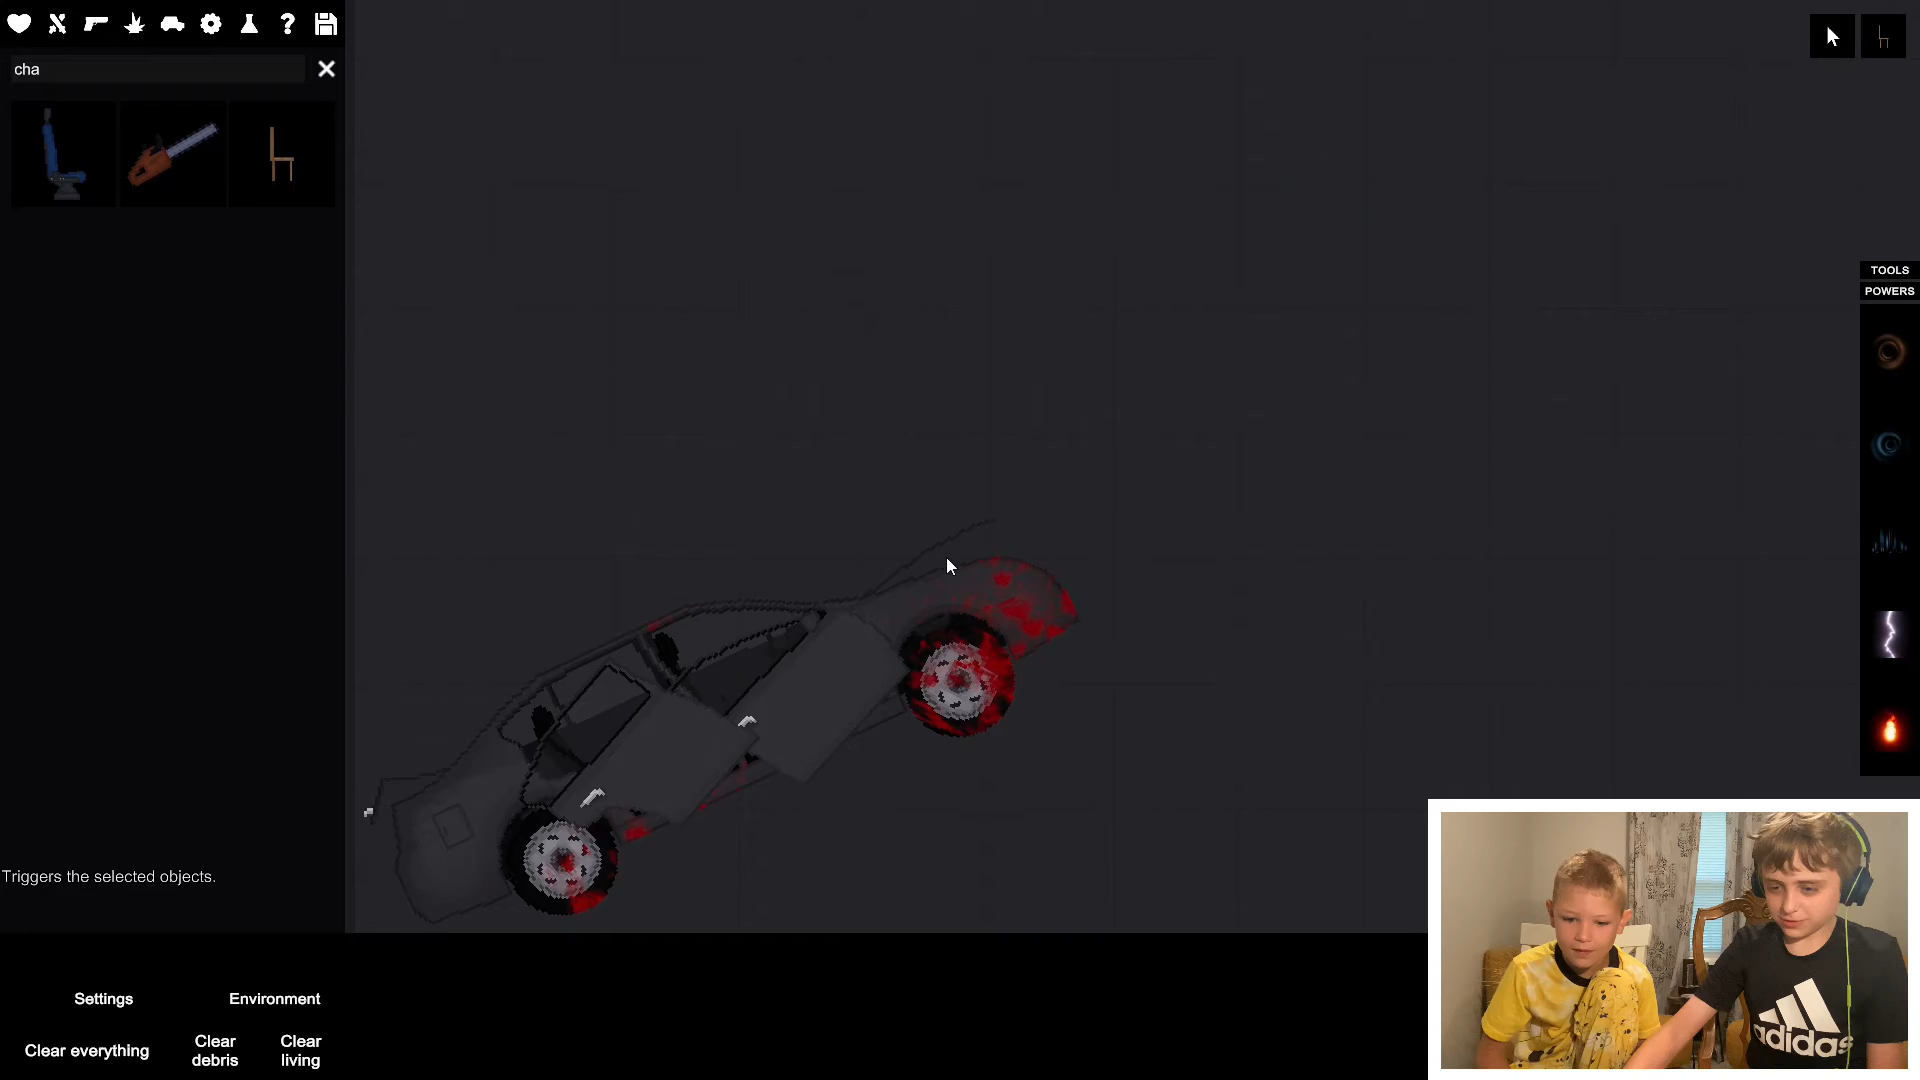 cha
TOOLS
POWERS
Triggers the selected objects.
Settings
Environment
Clear everything
Clear
debris
Clear
living
adidas